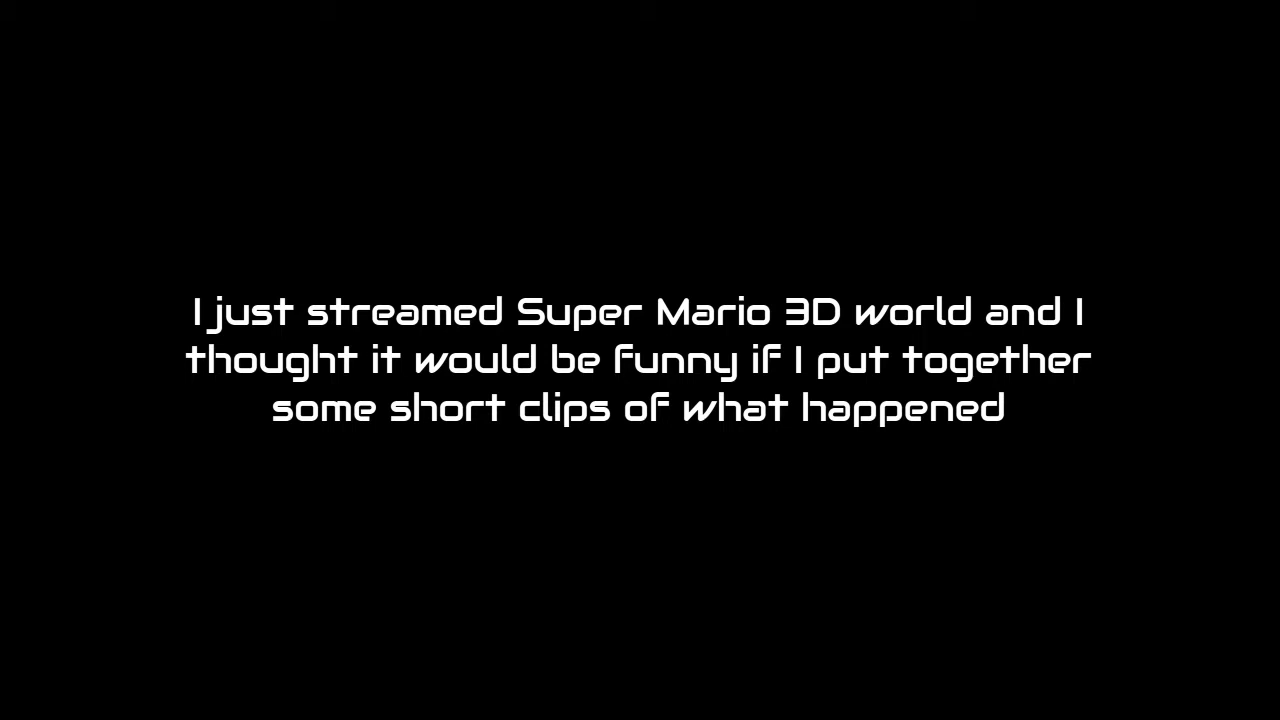 I just streamed Super Mario 3D world and I
thought it would be funny if I put together
some short clips of what happened